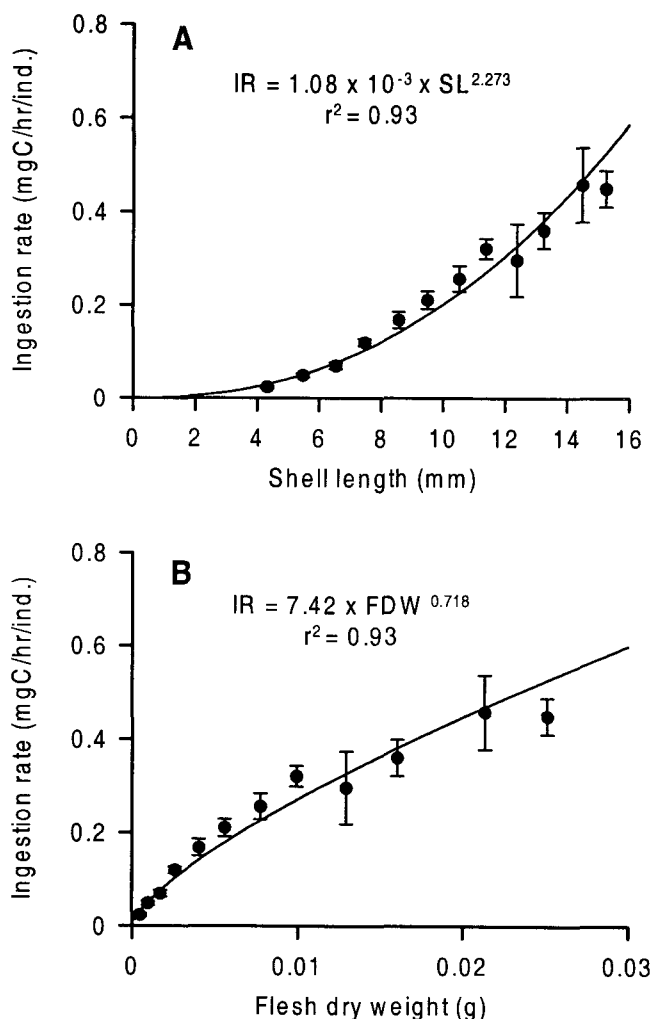 A
IR = 1.08 x 10⁻³ x SL²·²⁷³
r² = 0.93
Ingestion rate (mgC/hr/ind.)
0.8
0.6
0.4
0.2
0
0 2 4 6 8 10 12 14 16
Shell length (mm)
B
IR = 7.42 x FDW ⁰·⁷¹⁸
r² = 0.93
Ingestion rate (mgC/hr/ind.)
0.8
0.6
0.4
0.2
0
0 0.01 0.02 0.03
Flesh dry weight (g)